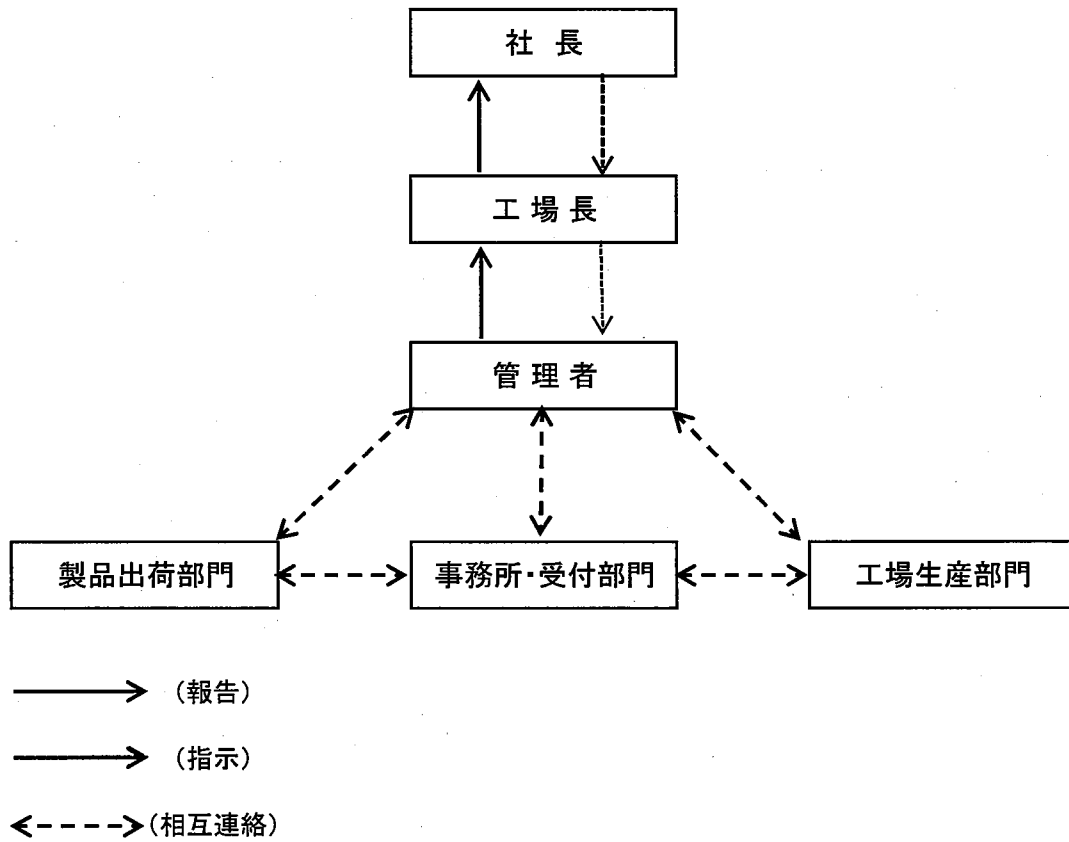 社 長
工 場 長
管 理 者
製品出荷部門
事務所・受付部門
工場生産部門
(報告)
(指示)
(相互連絡)